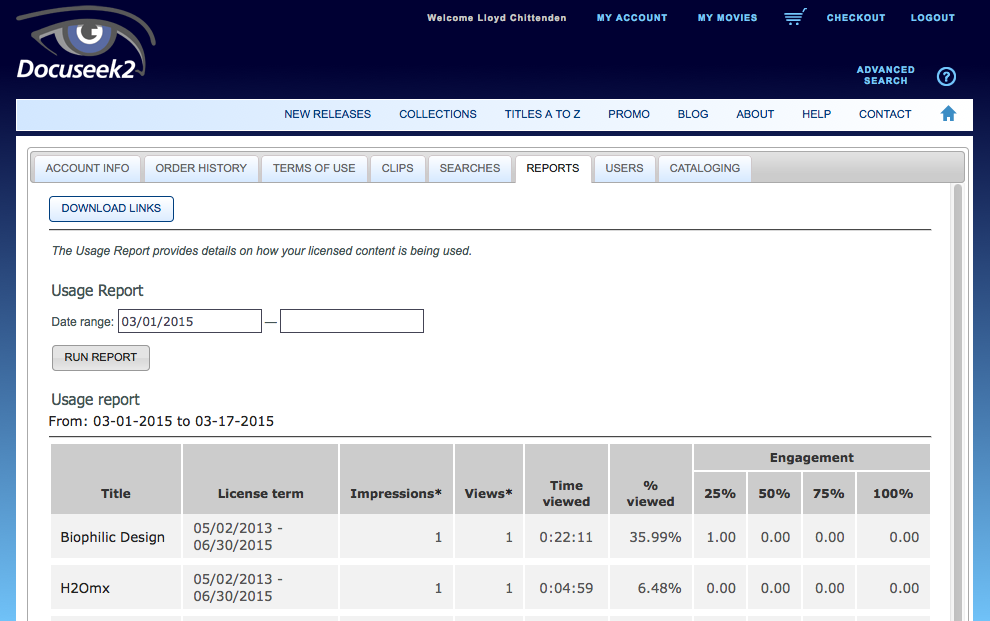 Welcome Lloyd Chittenden MY ACCOUNT MY MOVIES CHECKOUT LOGOUT
Docuseek2
ADVANCED
SEARCH
?
NEW RELEASES COLLECTIONS TITLES A TO Z PROMO BLOG ABOUT HELP CONTACT
ACCOUNT INFO ORDER HISTORY TERMS OF USE CLIPS SEARCHES REPORTS USERS CATALOGING
DOWNLOAD LINKS
The Usage Report provides details on how your licensed content is being used.
Usage Report
Date range: 03/01/2015 —
RUN REPORT
Usage report
From: 03-01-2015 to 03-17-2015
Engagement
Title License term Impressions* Views* Time viewed % viewed 25% 50% 75% 100%
Biophilic Design 05/02/2013 - 06/30/2015 1 1 0:22:11 35.99% 1.00 0.00 0.00 0.00
H2Omx 05/02/2013 - 06/30/2015 1 1 0:04:59 6.48% 0.00 0.00 0.00 0.00